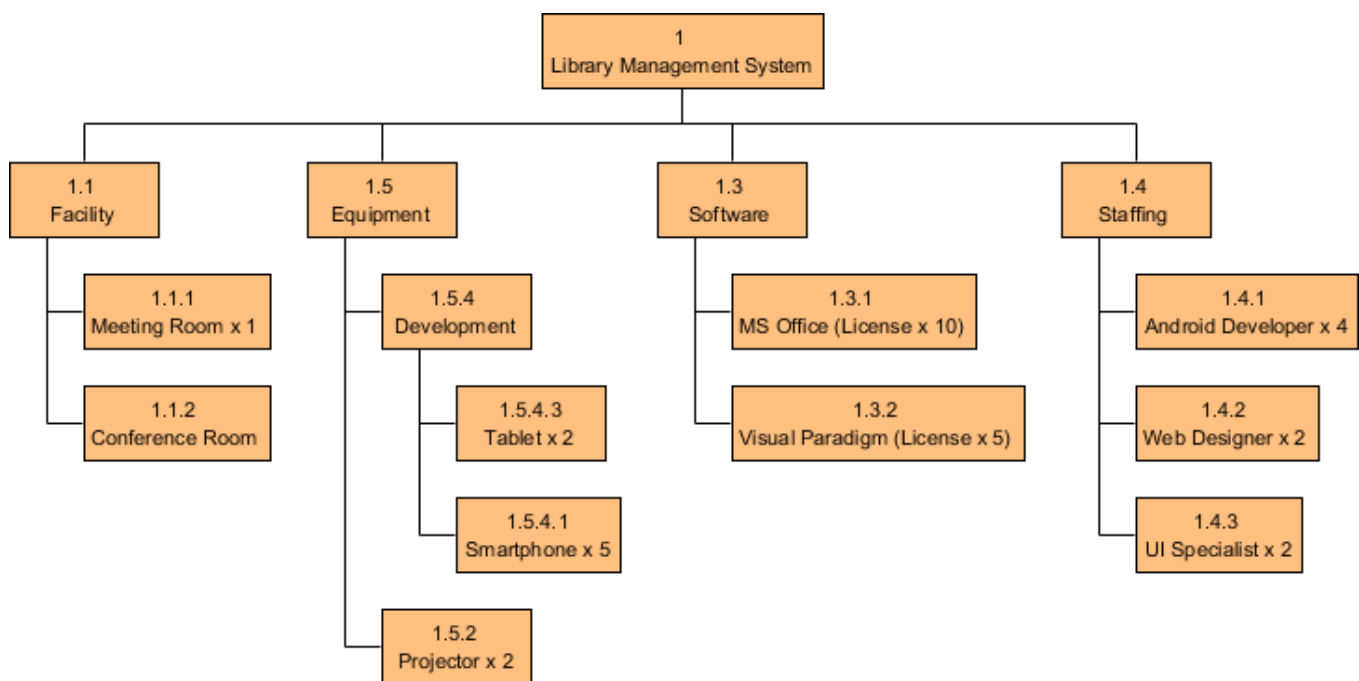 1
Library Management System
1.1
Facility
1.5
Equipment
1.3
Software
1.4
Staffing
1.1.1
Meeting Room x 1
1.1.2
Conference Room
1.5.4
Development
1.5.4.3
Tablet x 2
1.5.4.1
Smartphone x 5
1.5.2
Projector x 2
1.3.1
MS Office (License x 10)
1.3.2
Visual Paradigm (License x 5)
1.4.1
Android Developer x 4
1.4.2
Web Designer x 2
1.4.3
UI Specialist x 2